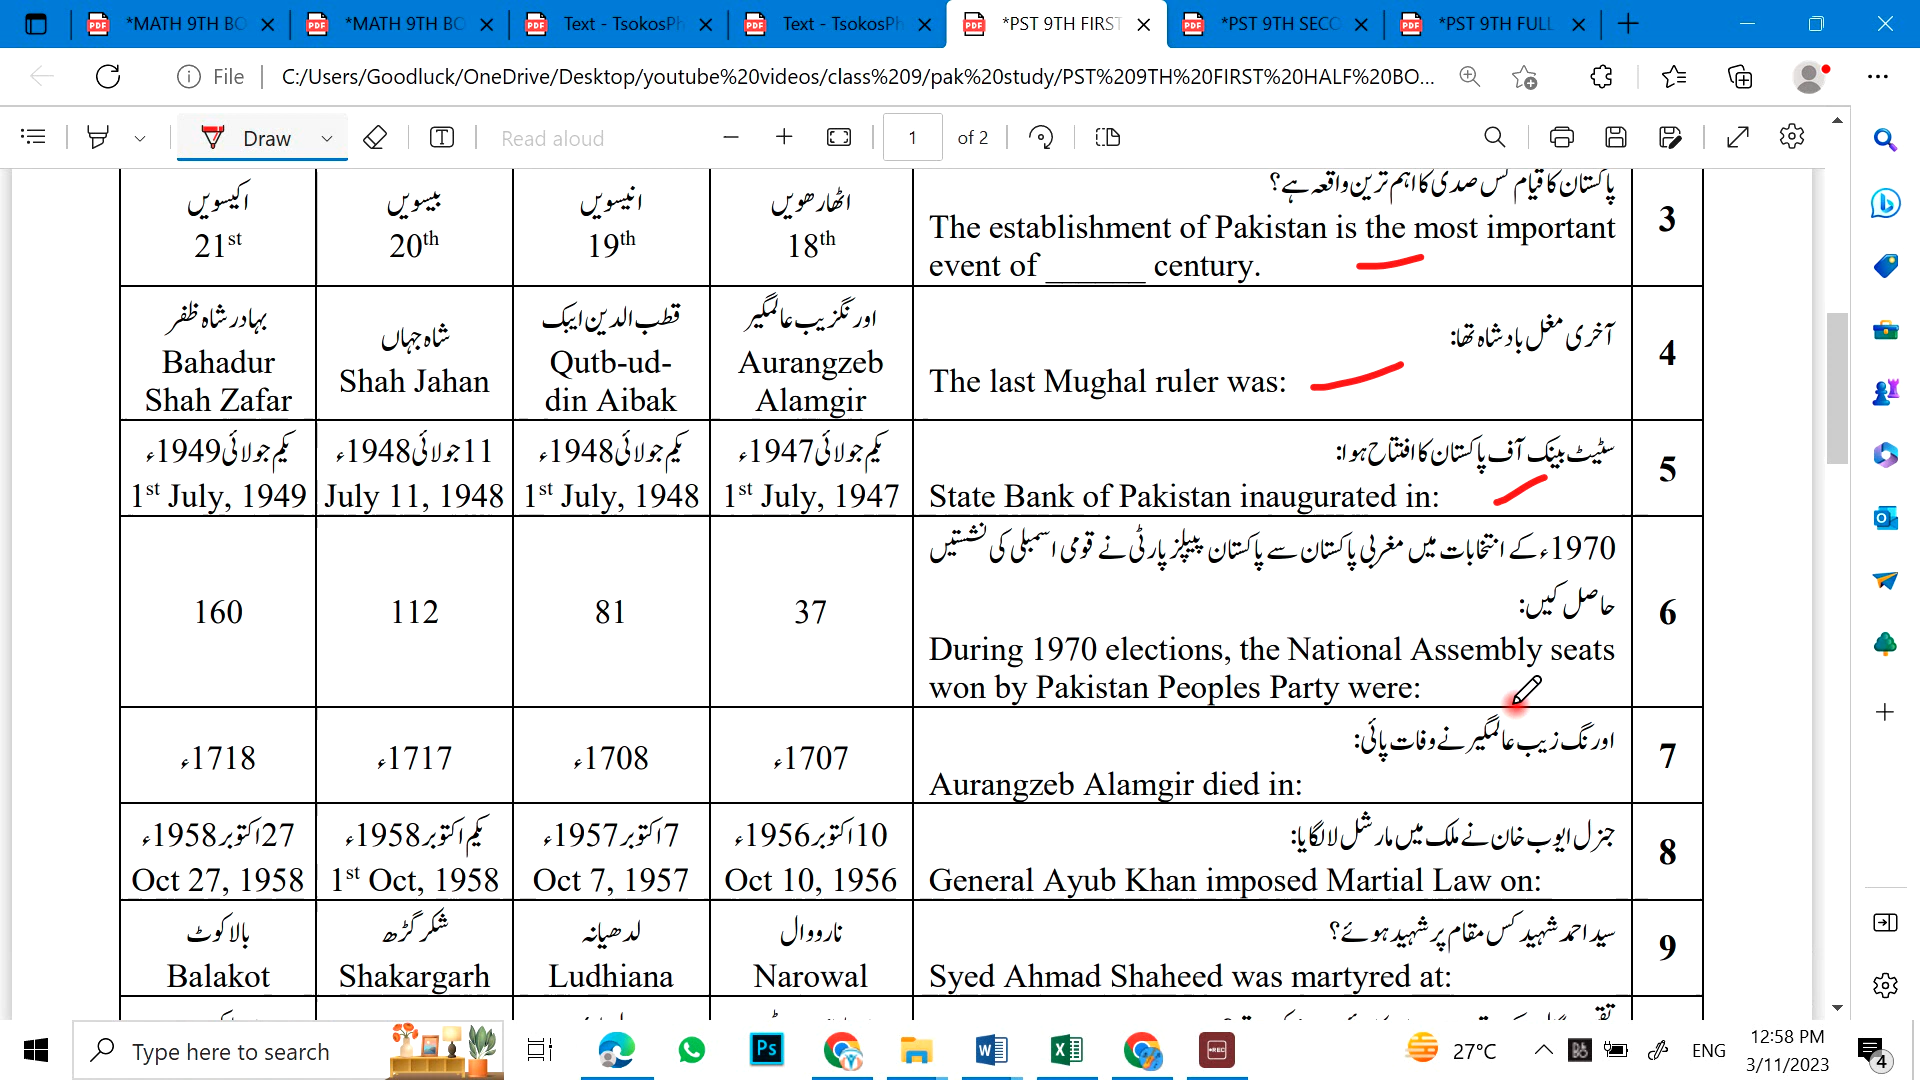 *MATH 9TH BO
*MATH 9TH BO
Text - TsokosPh
Text - TsokosPh
*PST 9TH FIRST
*PST 9TH SECO
*PST 9TH FULL
File
C:/Users/Goodluck/OneDrive/Desktop/youtube%20videos/class%209/pak%20study/PST%209TH%20FIRST%20HALF%20BO...
Draw
Read aloud
1 of 2
3
پاکستان کا قیام کس صدی کا اہم ترین واقعہ ہے؟
The establishment of Pakistan is the most important
event of ______ century.
اٹھارھویں
18th
انیسویں
19th
بیسویں
20th
اکیسویں
21st
4
آخری مغل بادشاہ تھا:
The last Mughal ruler was:
اورنگزیب عالمگیر
Aurangzeb
Alamgir
قطب الدین ایبک
Qutb-ud-
din Aibak
شاہ جہاں
Shah Jahan
بہادر شاہ ظفر
Bahadur
Shah Zafar
5
سٹیٹ بینک آف پاکستان کا افتتاح ہوا:
State Bank of Pakistan inaugurated in:
یکم جولائی 1947ء
1st July, 1947
یکم جولائی 1948ء
1st July, 1948
11 جولائی 1948ء
July 11, 1948
یکم جولائی 1949ء
1st July, 1949
6
1970ء کے انتخابات میں مغربی پاکستان سے پاکستان پیپلز پارٹی نے قومی اسمبلی کی نشستیں
حاصل کیں:
During 1970 elections, the National Assembly seats
won by Pakistan Peoples Party were:
37
81
112
160
7
اورنگ زیب عالمگیر نے وفات پائی:
Aurangzeb Alamgir died in:
1707ء
1708ء
1717ء
1718ء
8
جنرل ایوب خان نے ملک میں مارشل لا لگایا:
General Ayub Khan imposed Martial Law on:
10 اکتوبر 1956ء
Oct 10, 1956
7 اکتوبر 1957ء
Oct 7, 1957
یکم اکتوبر 1958ء
1st Oct, 1958
27 اکتوبر 1958ء
Oct 27, 1958
9
سید احمد شہید کس مقام پر شہید ہوئے؟
Syed Ahmad Shaheed was martyred at:
نارووال
Narowal
لدھیانہ
Ludhiana
شکر گڑھ
Shakargarh
بالاکوٹ
Balakot
Type here to search
27°C
ENG
12:58 PM
3/11/2023
4